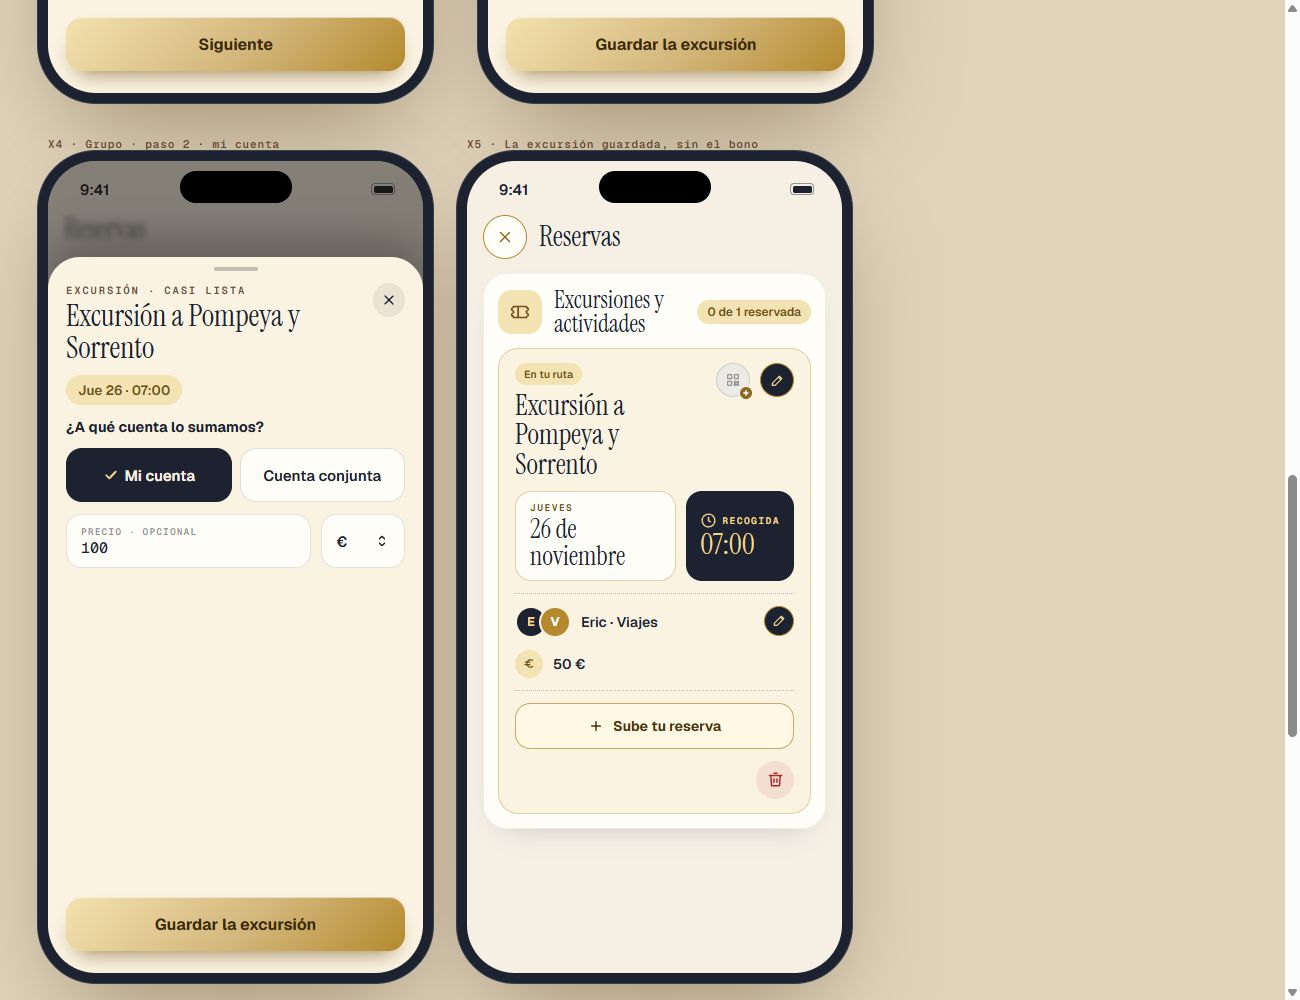 Siguiente
Guardar la excursión
X4 · Grupo · paso 2 · mi cuenta
9:41
Reservas
EXCURSIÓN · CASI LISTA
Excursión a Pompeya y
Sorrento
Jue 26 · 07:00
¿A qué cuenta lo sumamos?
Mi cuenta
Cuenta conjunta
PRECIO · OPCIONAL
100
€
Guardar la excursión
X5 · La excursión guardada, sin el bono
9:41
Reservas
Excursiones y
actividades
0 de 1 reservada
En tu ruta
Excursión a
Pompeya y
Sorrento
JUEVES
26 de
noviembre
RECOGIDA
07:00
E V Eric · Viajes
€ 50 €
+ Sube tu reserva